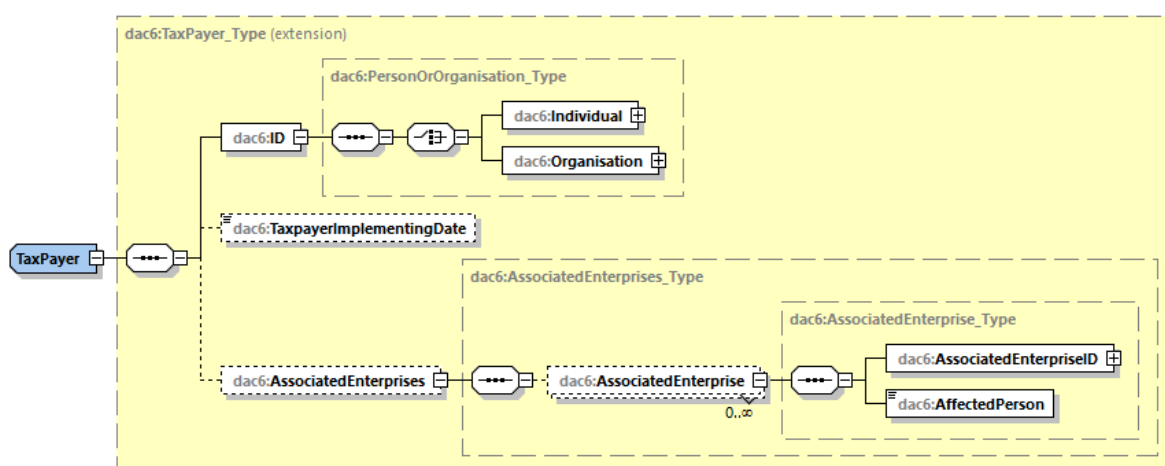 dac6:TaxPayer_Type (extension)
dac6:PersonOrOrganisation_Type
dac6:Individual
dac6:ID
dac6:Organisation
dac6:TaxpayerImplementingDate
TaxPayer
dac6:AssociatedEnterprises_Type
dac6:AssociatedEnterprise_Type
dac6:AssociatedEnterpriseID
dac6:AssociatedEnterprises
dac6:AssociatedEnterprise
0..∞
dac6:AffectedPerson